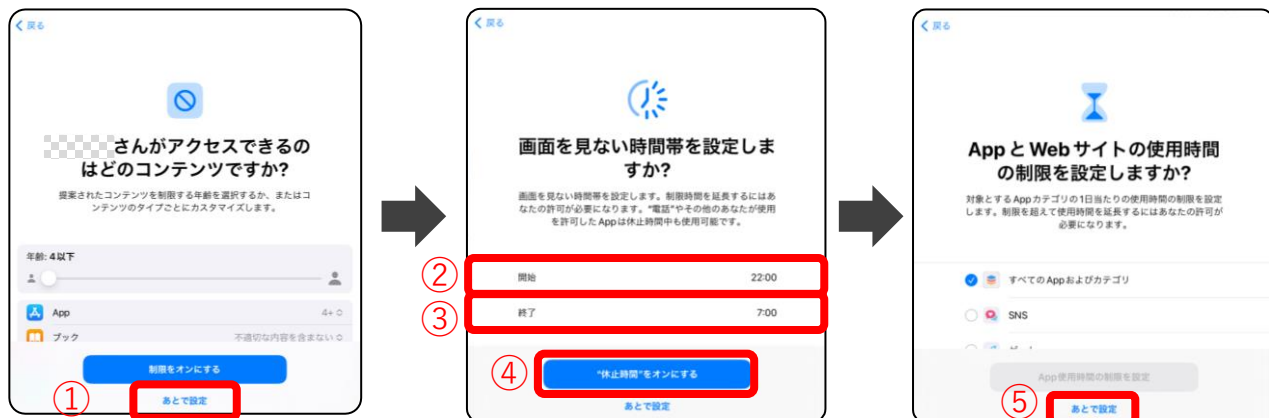 戻る
さんがアクセスできるの
はどのコンテンツですか?
提案されたコンテンツを制限する年齢を選択するか、またはコ
ンテンツのタイプごとにカスタマイズします。
年齢: 4以下
App
4+
ブック
不適切な内容を含まない
制限をオンにする
①
あとで設定
戻る
画面を見ない時間帯を設定しま
すか?
画面を見ない時間帯を設定します。制限時間を延長するにはあ
なたの許可が必要になります。"電話"やその他のあなたが使用
を許可したAppは休止時間中も使用可能です。
②
開始
22:00
③
終了
7:00
④
"休止時間"をオンにする
あとで設定
戻る
AppとWebサイトの使用時間
の制限を設定しますか?
対象とするAppカテゴリの1日当たりの使用時間の制限を設定
します。制限を超えて使用時間を延長するにはあなたの許可が
必要になります。
すべてのAppおよびカテゴリ
SNS
App使用時間の制限を設定
⑤
あとで設定